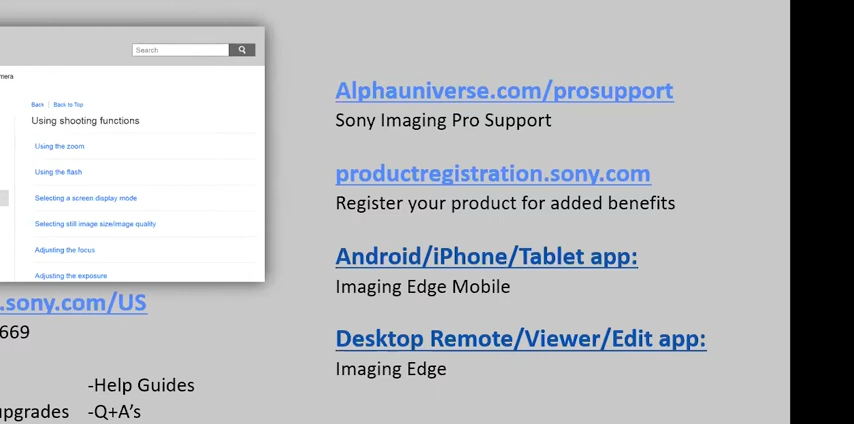 Search
mera
Back | Back to Top
Using shooting functions
Using the zoom
Using the flash
Selecting a screen display mode
Selecting still image size/image quality
Adjusting the focus
Adjusting the exposure
.sony.com/US
669
-Help Guides
upgrades -Q+A's
Alphauniverse.com/prosupport
Sony Imaging Pro Support
productregistration.sony.com
Register your product for added benefits
Android/iPhone/Tablet app:
Imaging Edge Mobile
Desktop Remote/Viewer/Edit app:
Imaging Edge